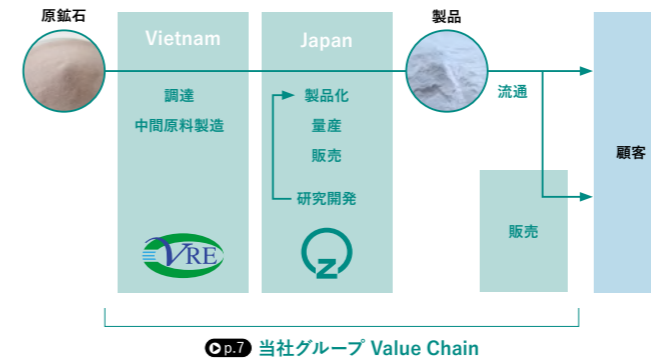 原鉱石
製品
Vietnam
Japan
調達
中間原料製造
製品化
量産
販売
研究開発
流通
顧客
販売
VRE
Z
p.7 当社グループ Value Chain